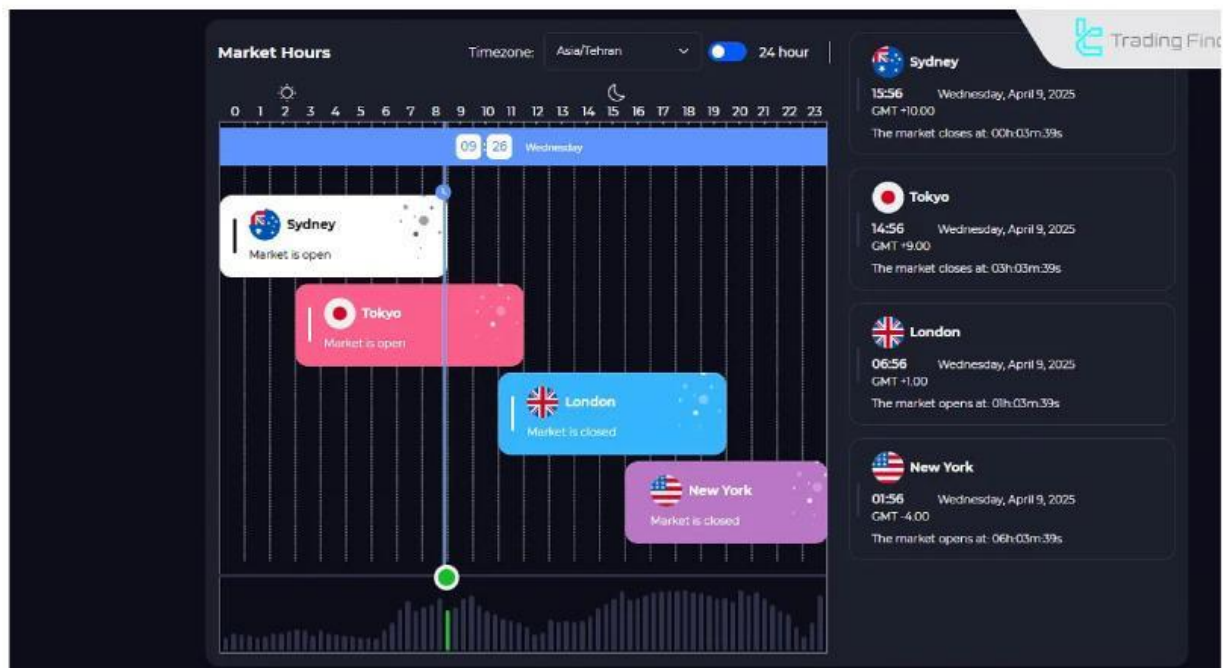 Trading Find
Market Hours
Timezone: Asia/Tehran 24 hour
0 1 2 3 4 5 6 7 8 9 10 11 12 13 14 15 16 17 18 19 20 21 22 23
09 : 26 Wednesday
Sydney
Market is open
Tokyo
Market is open
London
Market is closed
New York
Market is closed
Sydney
15:56 Wednesday, April 9, 2025
GMT +10.00
The market closes at: 00h:03m:39s
Tokyo
14:56 Wednesday, April 9, 2025
GMT +9.00
The market closes at: 03h:03m:39s
London
06:56 Wednesday, April 9, 2025
GMT +1.00
The market opens at: 01h:03m:39s
New York
01:56 Wednesday, April 9, 2025
GMT -4.00
The market opens at: 06h:03m:39s